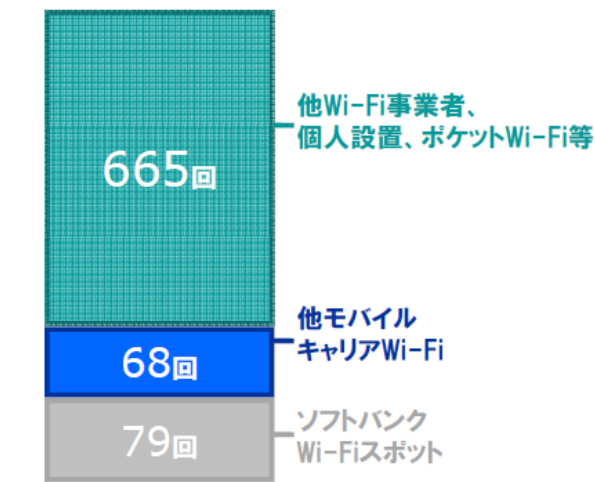 665回
他Wi-Fi事業者、
個人設置、ポケットWi-Fi等
68回
他モバイル
キャリアWi-Fi
79回
ソフトバンク
Wi-Fiスポット